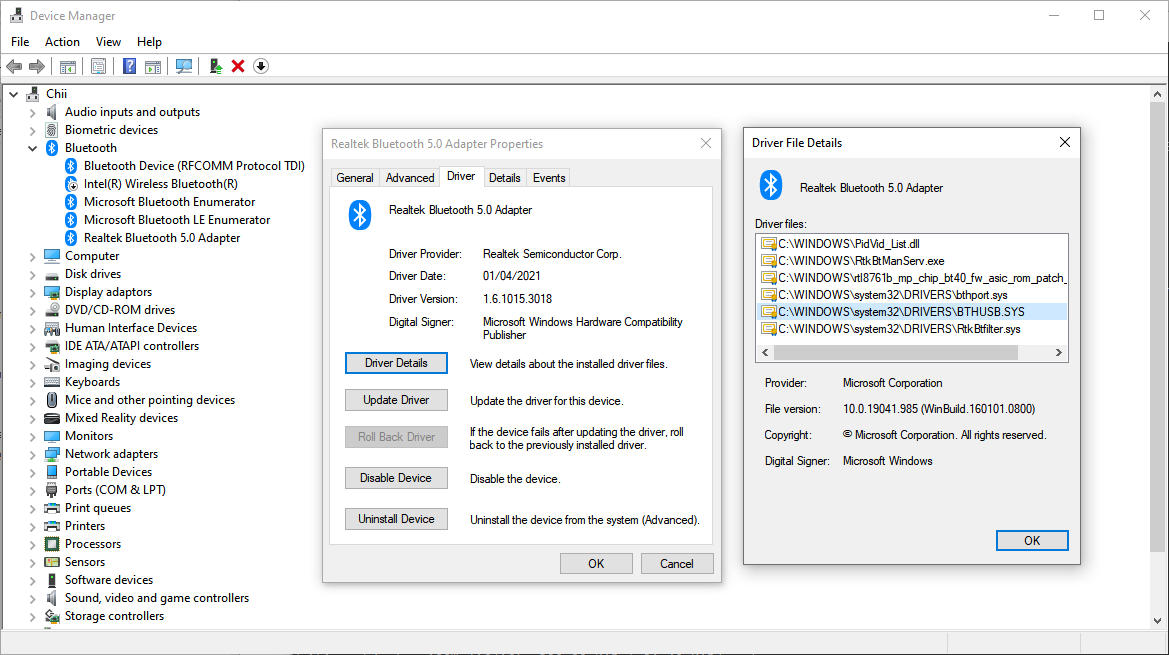 Device Manager
File Action View Help
Chii
Audio inputs and outputs
Biometric devices
Bluetooth
Bluetooth Device (RFCOMM Protocol TDI)
Intel(R) Wireless Bluetooth(R)
Microsoft Bluetooth Enumerator
Microsoft Bluetooth LE Enumerator
Realtek Bluetooth 5.0 Adapter
Computer
Disk drives
Display adaptors
DVD/CD-ROM drives
Human Interface Devices
IDE ATA/ATAPI controllers
Imaging devices
Keyboards
Mice and other pointing devices
Mixed Reality devices
Monitors
Network adapters
Portable Devices
Ports (COM & LPT)
Print queues
Printers
Processors
Sensors
Software devices
Sound, video and game controllers
Storage controllers
Realtek Bluetooth 5.0 Adapter Properties
General Advanced Driver Details Events
Realtek Bluetooth 5.0 Adapter
Driver Provider: Realtek Semiconductor Corp.
Driver Date: 01/04/2021
Driver Version: 1.6.1015.3018
Digital Signer: Microsoft Windows Hardware Compatibility
Publisher
Driver Details View details about the installed driver files.
Update Driver Update the driver for this device.
Roll Back Driver If the device fails after updating the driver, roll
back to the previously installed driver.
Disable Device Disable the device.
Uninstall Device Uninstall the device from the system (Advanced).
OK Cancel
Driver File Details
Realtek Bluetooth 5.0 Adapter
Driver files:
C:\WINDOWS\PidVid_List.dll
C:\WINDOWS\RtkBtManServ.exe
C:\WINDOWS\rtl8761b_mp_chip_bt40_fw_asic_rom_patch_
C:\WINDOWS\system32\DRIVERS\bthport.sys
C:\WINDOWS\system32\DRIVERS\BTHUSB.SYS
C:\WINDOWS\system32\DRIVERS\RtkBtfilter.sys
Provider: Microsoft Corporation
File version: 10.0.19041.985 (WinBuild.160101.0800)
Copyright: © Microsoft Corporation. All rights reserved.
Digital Signer: Microsoft Windows
OK